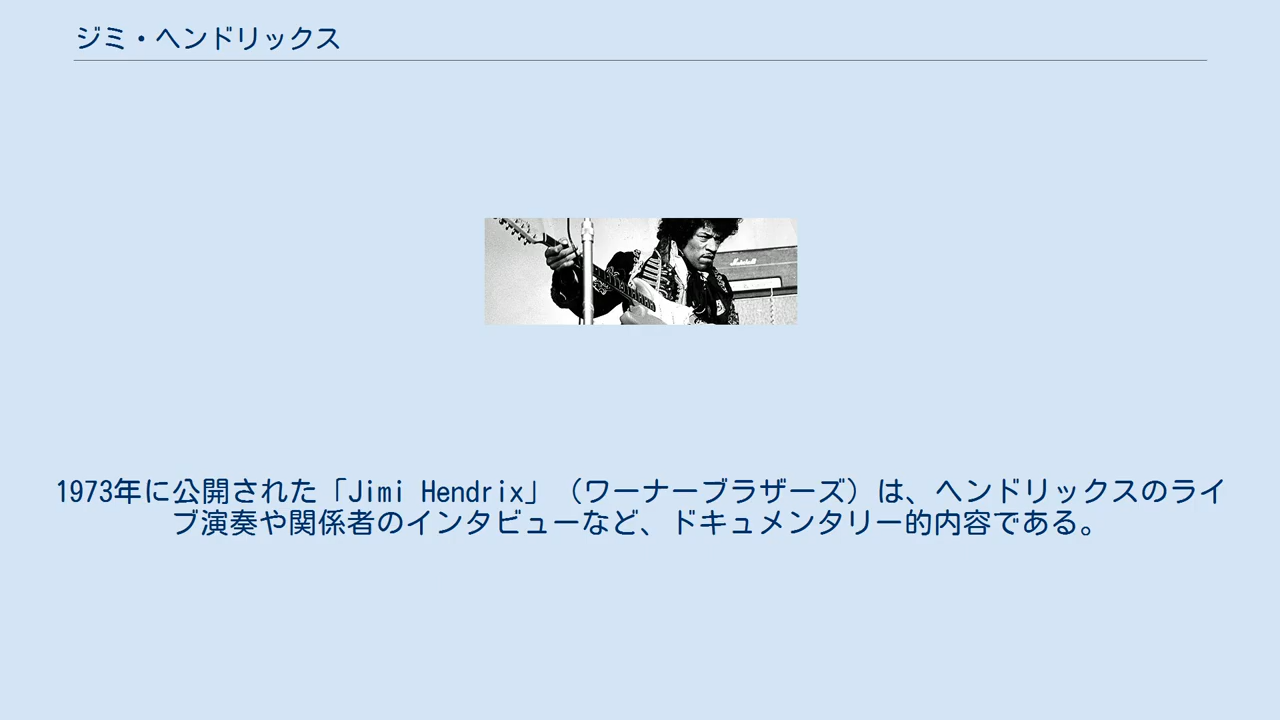 ジミ・ヘンドリックス
Marshall
1973年に公開された「Jimi Hendrix」（ワーナーブラザーズ）は、ヘンドリックスのライ
ブ演奏や関係者のインタビューなど、ドキュメンタリー的内容である。